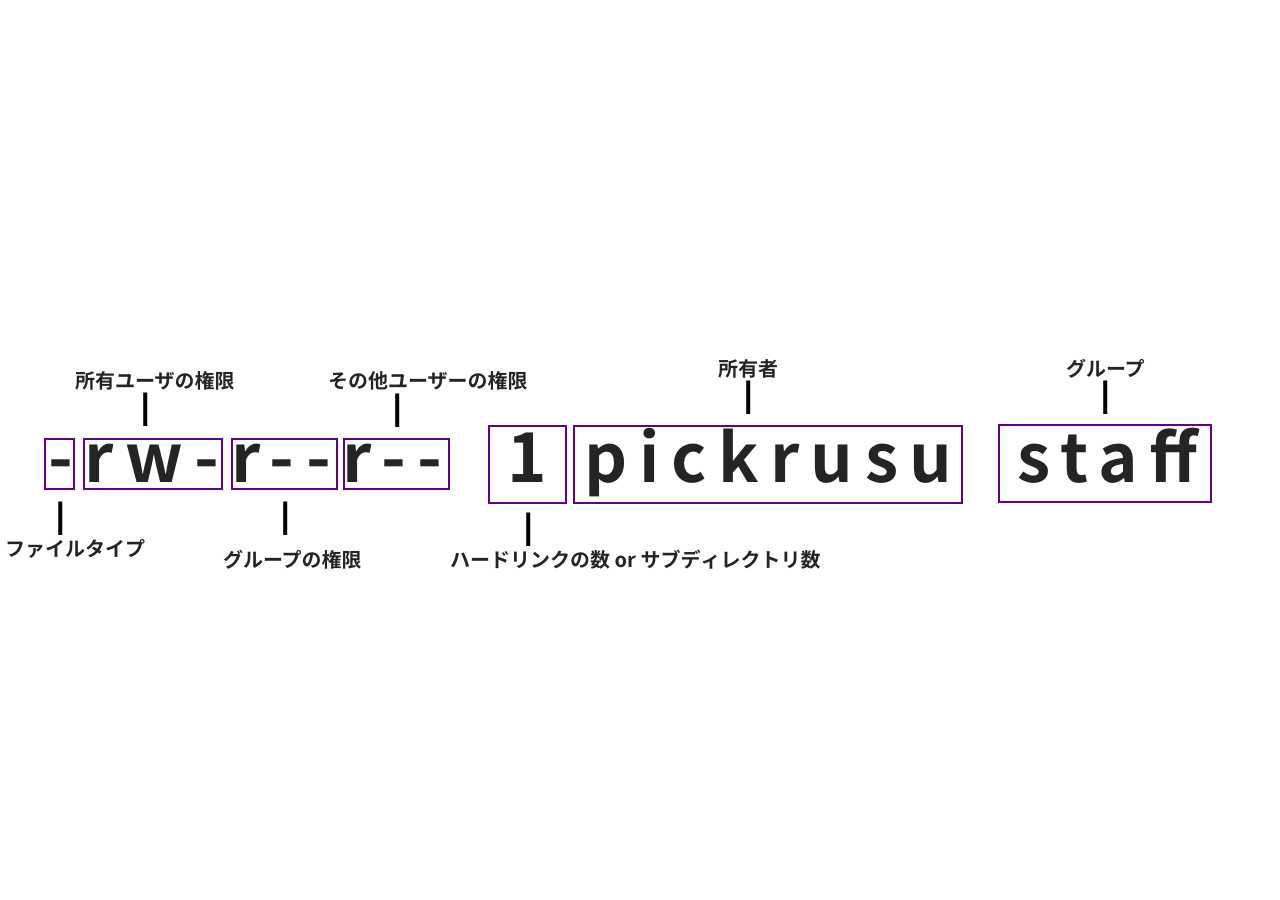 所有ユーザの権限
その他ユーザーの権限
所有者
グループ
-rw-r--r-- 1 pickrusu staff
ファイルタイプ
グループの権限
ハードリンクの数 or サブディレクトリ数